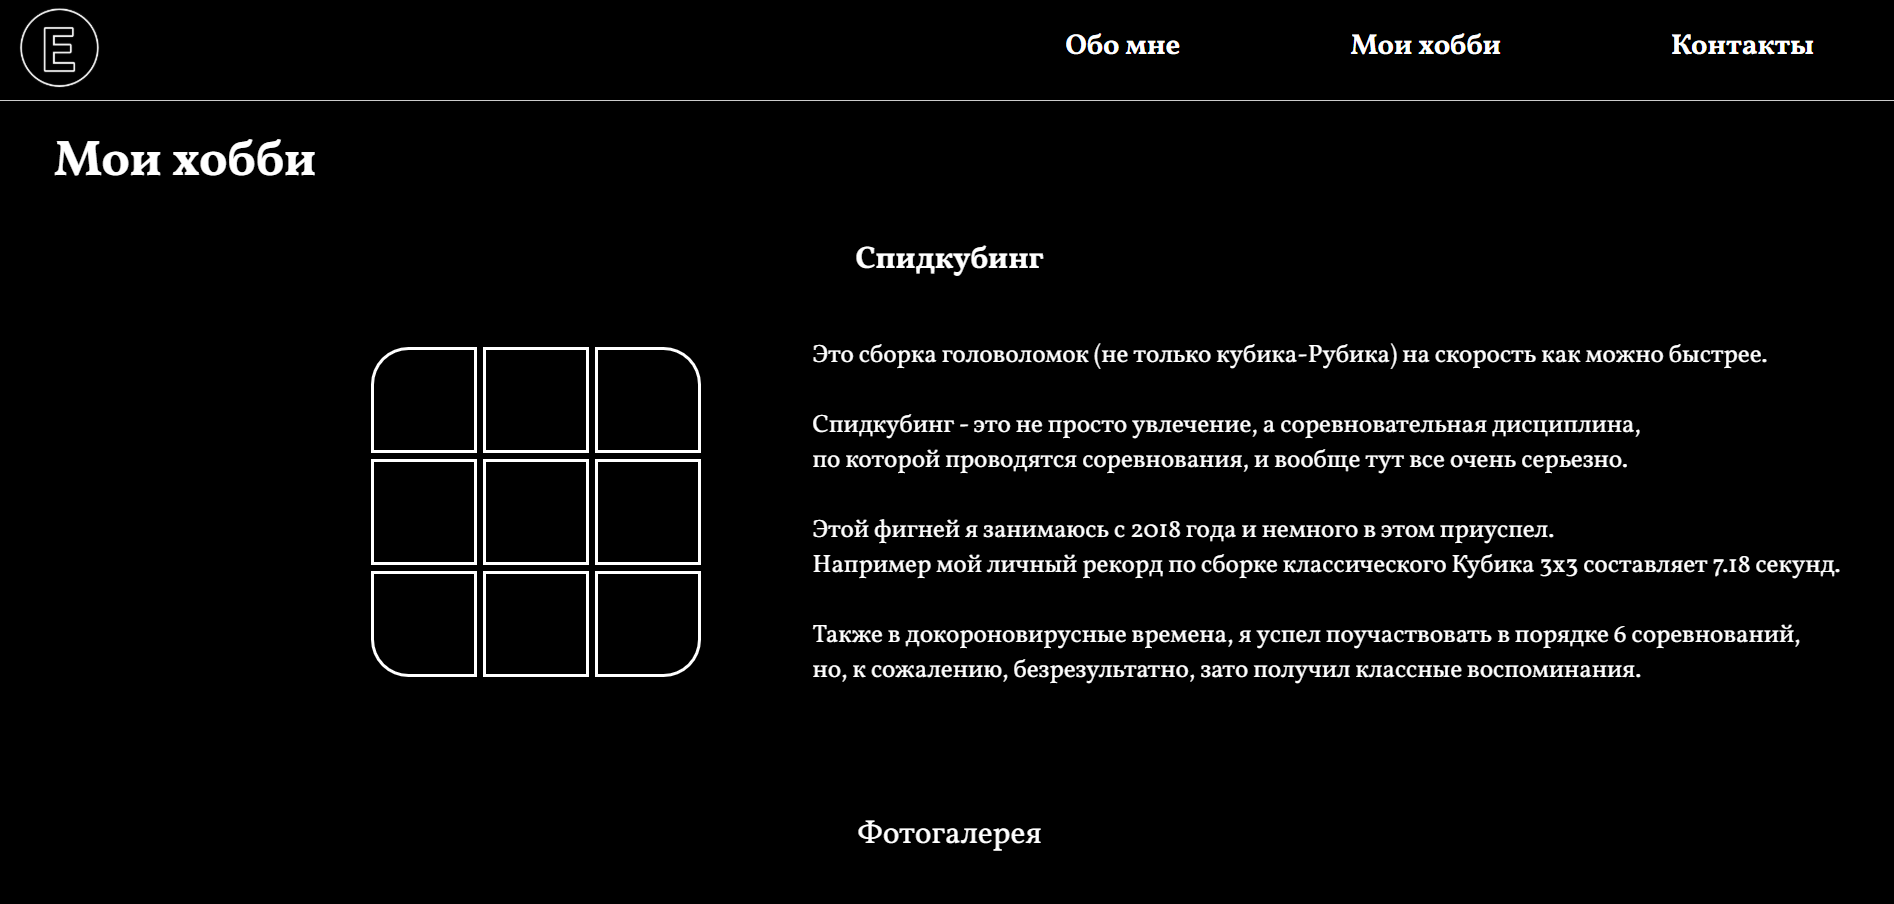 E
Обо мне
Мои хобби
Контакты
Мои хобби
Спидкубинг
Это сборка головоломок (не только кубика-Рубика) на скорость как можно быстрее.
Спидкубинг - это не просто увлечение, а соревновательная дисциплина,
по которой проводятся соревнования, и вообще тут все очень серьезно.
Этой фигней я занимаюсь с 2018 года и немного в этом приуспел.
Например мой личный рекорд по сборке классического Кубика 3х3 составляет 7.18 секунд.
Также в докороновирусные времена, я успел поучаствовать в порядке 6 соревнований,
но, к сожалению, безрезультатно, зато получил классные воспоминания.
Фотогалерея